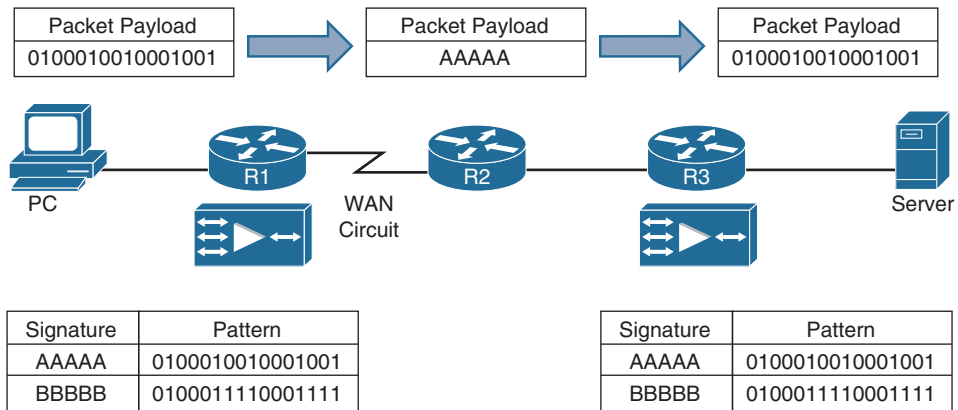 Packet Payload
0100010010001001
Packet Payload
AAAAA
Packet Payload
0100010010001001
PC
R1
WAN
Circuit
R2
R3
Server
Signature Pattern
AAAAA 0100010010001001
BBBBB 0100011110001111
Signature Pattern
AAAAA 0100010010001001
BBBBB 0100011110001111